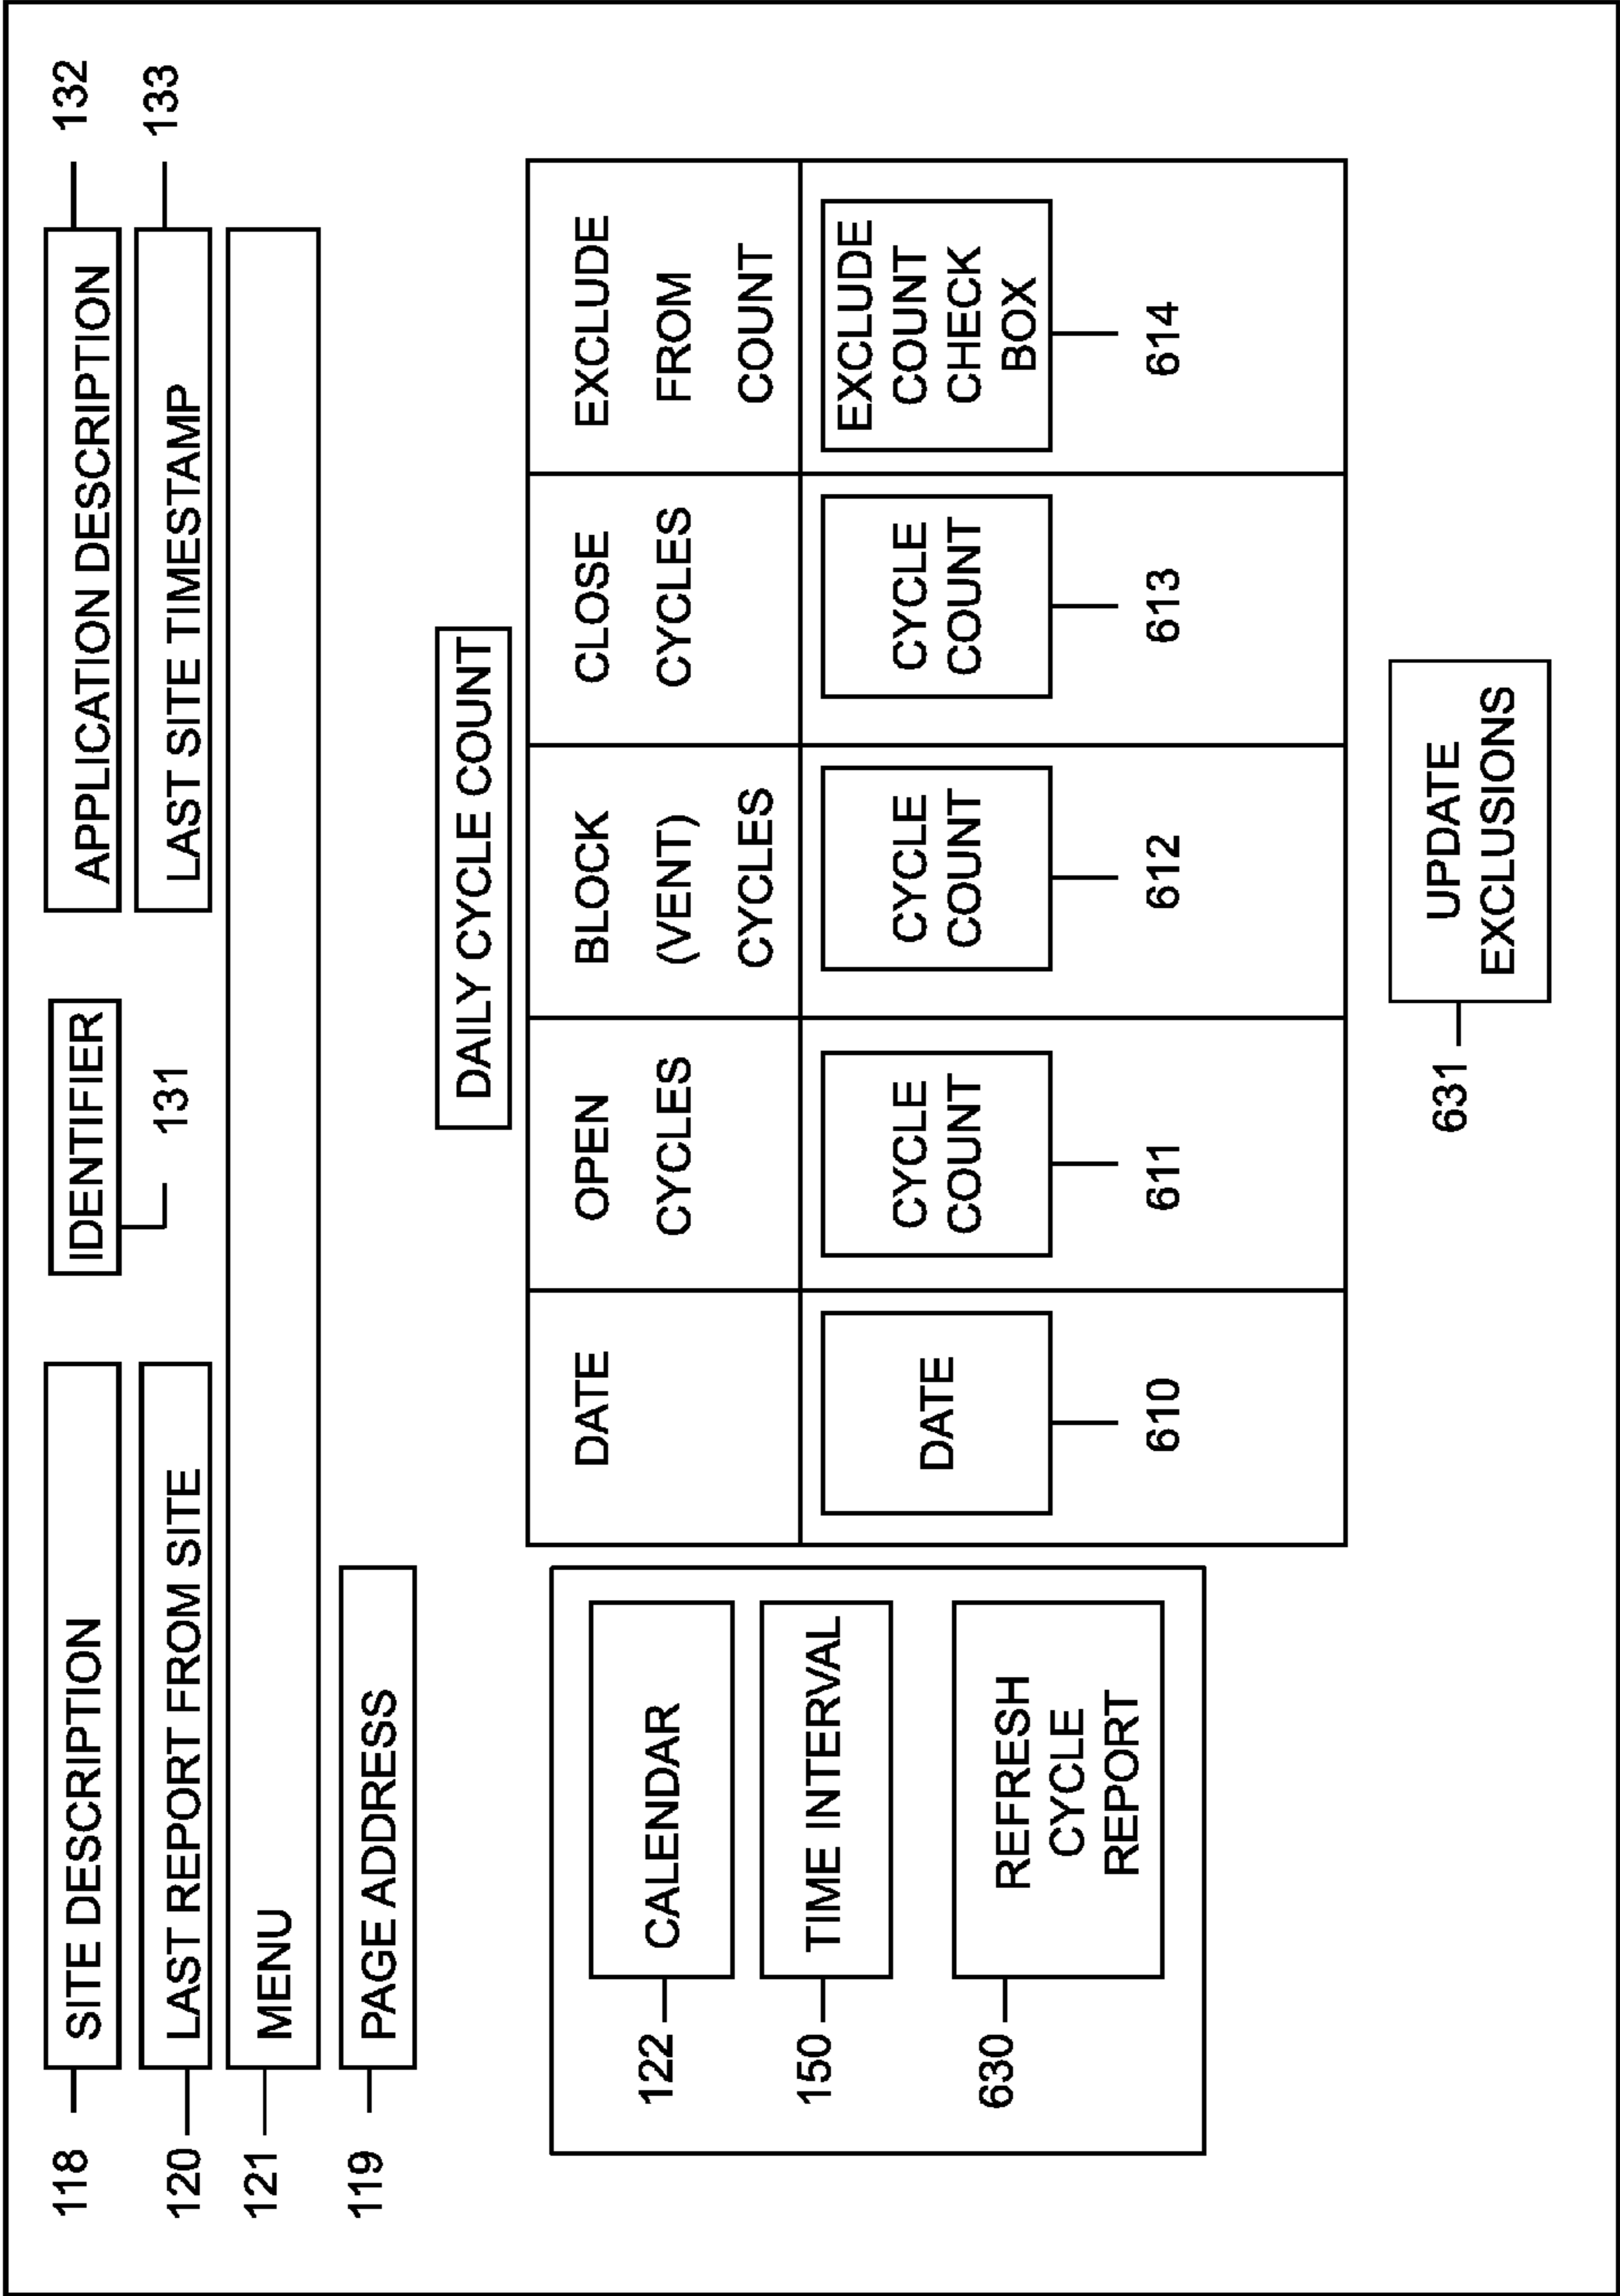 118 SITE DESCRIPTION IDENTIFIER APPLICATION DESCRIPTION 132
131
120 LAST REPORT FROM SITE LAST SITE TIMESTAMP 133
121 MENU
119 PAGE ADDRESS
DAILY CYCLE COUNT
122 CALENDAR
150 TIME INTERVAL
630 REFRESH
CYCLE
REPORT
DATE
OPEN
CYCLES
BLOCK
(VENT)
CYCLES
CLOSE
CYCLES
EXCLUDE
FROM
COUNT
DATE
610
CYCLE
COUNT
611
CYCLE
COUNT
612
CYCLE
COUNT
613
EXCLUDE
COUNT
CHECK
BOX
614
631 UPDATE
EXCLUSIONS